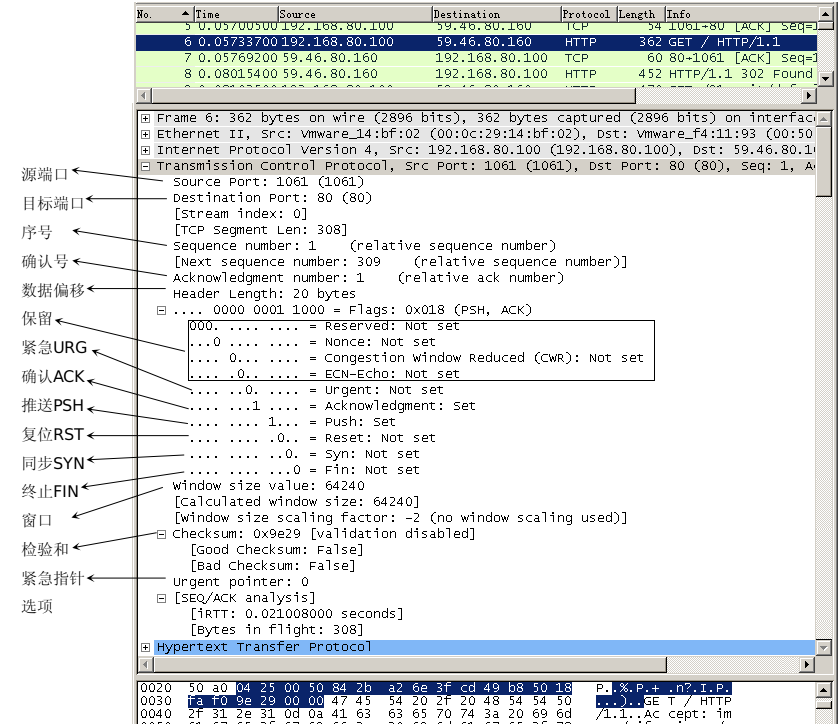 No. Time Source Destination Protocol Length Info
5 0.05700500 192.168.80.100 59.46.80.160 TCP 54 1061→80 [ACK] Seq=1
6 0.05733700 192.168.80.100 59.46.80.160 HTTP 362 GET / HTTP/1.1
7 0.05769200 59.46.80.160 192.168.80.100 TCP 60 80→1061 [ACK] Seq=1
8 0.08015400 59.46.80.160 192.168.80.100 HTTP 452 HTTP/1.1 302 Found
Frame 6: 362 bytes on wire (2896 bits), 362 bytes captured (2896 bits) on interfac
Ethernet II, Src: Vmware_14:bf:02 (00:0c:29:14:bf:02), Dst: Vmware_f4:11:93 (00:50
Internet Protocol Version 4, Src: 192.168.80.100 (192.168.80.100), Dst: 59.46.80.1
Transmission Control Protocol, Src Port: 1061 (1061), Dst Port: 80 (80), Seq: 1, A
源端口 Source Port: 1061 (1061)
目标端口 Destination Port: 80 (80)
[Stream index: 0]
[TCP Segment Len: 308]
序号 Sequence number: 1 (relative sequence number)
[Next sequence number: 309 (relative sequence number)]
确认号 Acknowledgment number: 1 (relative ack number)
数据偏移 Header Length: 20 bytes
.... 0000 0001 1000 = Flags: 0x018 (PSH, ACK)
保留 000. .... .... = Reserved: Not set
...0 .... .... = Nonce: Not set
.... 0... .... = Congestion Window Reduced (CWR): Not set
.... .0.. .... = ECN-Echo: Not set
紧急URG .... ..0. .... = Urgent: Not set
确认ACK .... ...1 .... = Acknowledgment: Set
推送PSH .... .... 1... = Push: Set
复位RST .... .... .0.. = Reset: Not set
同步SYN .... .... ..0. = Syn: Not set
终止FIN .... .... ...0 = Fin: Not set
窗口 Window size value: 64240
[Calculated window size: 64240]
[Window size scaling factor: -2 (no window scaling used)]
检验和 Checksum: 0x9e29 [validation disabled]
[Good Checksum: False]
[Bad Checksum: False]
紧急指针 Urgent pointer: 0
选项 [SEQ/ACK analysis]
[iRTT: 0.021008000 seconds]
[Bytes in flight: 308]
Hypertext Transfer Protocol
0020 50 a0 04 25 00 50 84 2b a2 6e 3f cd 49 b8 50 18 P..%.P.+ .n?.I.P.
0030 fa f0 9e 29 00 00 47 45 54 20 2f 20 48 54 54 50 ...)..GE T / HTTP
0040 2f 31 2e 31 0d 0a 41 63 63 65 70 74 3a 20 69 6d /1.1..Ac cept: im